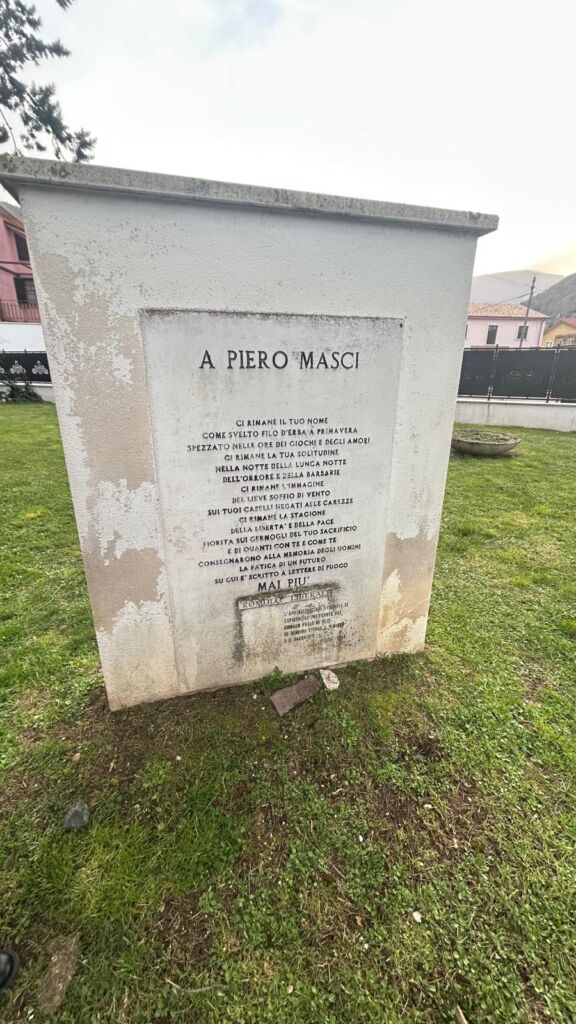 A PIERO MASCI
CI RIMANE IL TUO NOME
COME SVELTO FILO D'ERBA A PRIMAVERA
SPEZZATO NELLE ORE DEI GIOCHI E DEGLI AMORI
CI RIMANE LA TUA SOLITUDINE
NELLA NOTTE DELLA LUNGA NOTTE
DELL'ORRORE E DELLA BARBARIE
CI RIMANE L'IMMAGINE
DEL LIEVE SOFFIO DI VENTO
SUI TUOI CAPELLI NEGATI ALLE CAREZZE
CI RIMANE LA STAGIONE
DELLA LIBERTA' E DELLA PACE
FIORITA SUI GERMOGLI DEL TUO SACRIFICIO
E DI QUANTI CON TE E COME TE
CONSEGNARONO ALLA MEMORIA DEGLI UOMINI
LA FATICA DI UN FUTURO
SU CUI E' SCRITTO A LETTERE DI FUOCO
MAI PIU'
ROMOLO LIBERALE